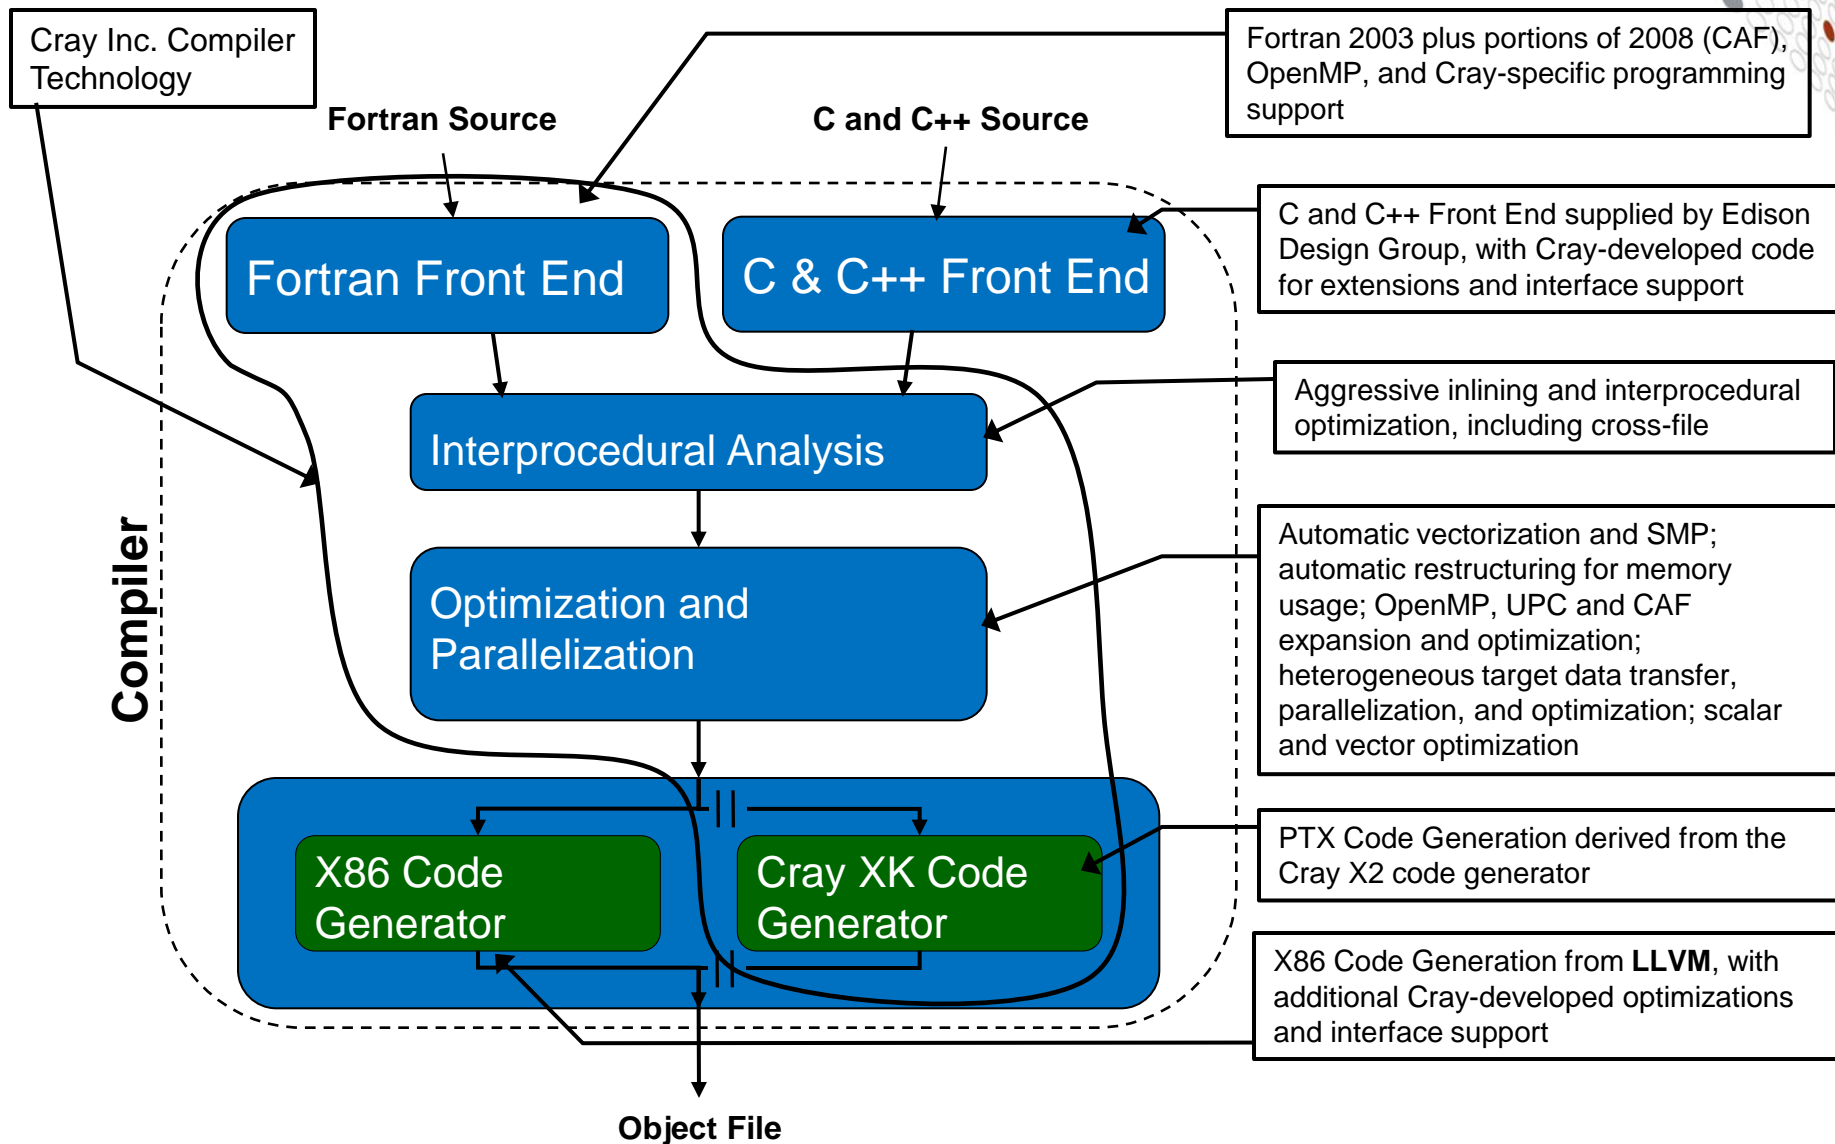 Cray Inc. Compiler
Technology
Fortran 2003 plus portions of 2008 (CAF),
OpenMP, and Cray-specific programming
support
Fortran Source
C and C++ Source
C and C++ Front End supplied by Edison
Design Group, with Cray-developed code
for extensions and interface support
Fortran Front End
C & C++ Front End
Aggressive inlining and interprocedural
optimization, including cross-file
Interprocedural Analysis
Compiler
Automatic vectorization and SMP;
automatic restructuring for memory
usage; OpenMP, UPC and CAF
expansion and optimization;
heterogeneous target data transfer,
parallelization, and optimization; scalar
and vector optimization
Optimization and
Parallelization
PTX Code Generation derived from the
Cray X2 code generator
X86 Code
Generator
Cray XK Code
Generator
X86 Code Generation from LLVM, with
additional Cray-developed optimizations
and interface support
Object File